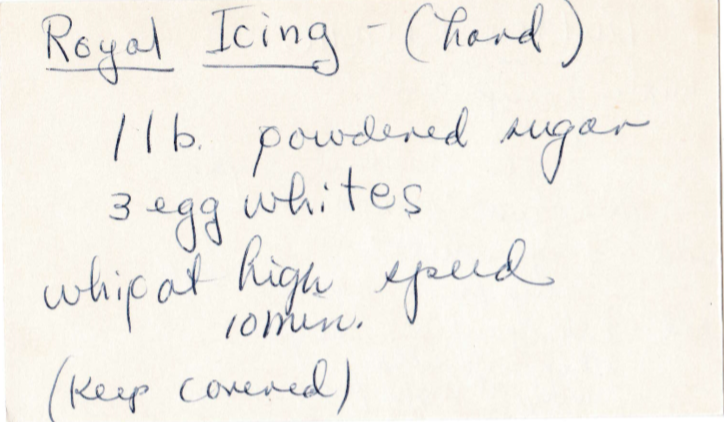 Royal Icing - (hard)
1 lb. powdered sugar
3 egg whites
whip at high speed
10 min.
(Keep covered)